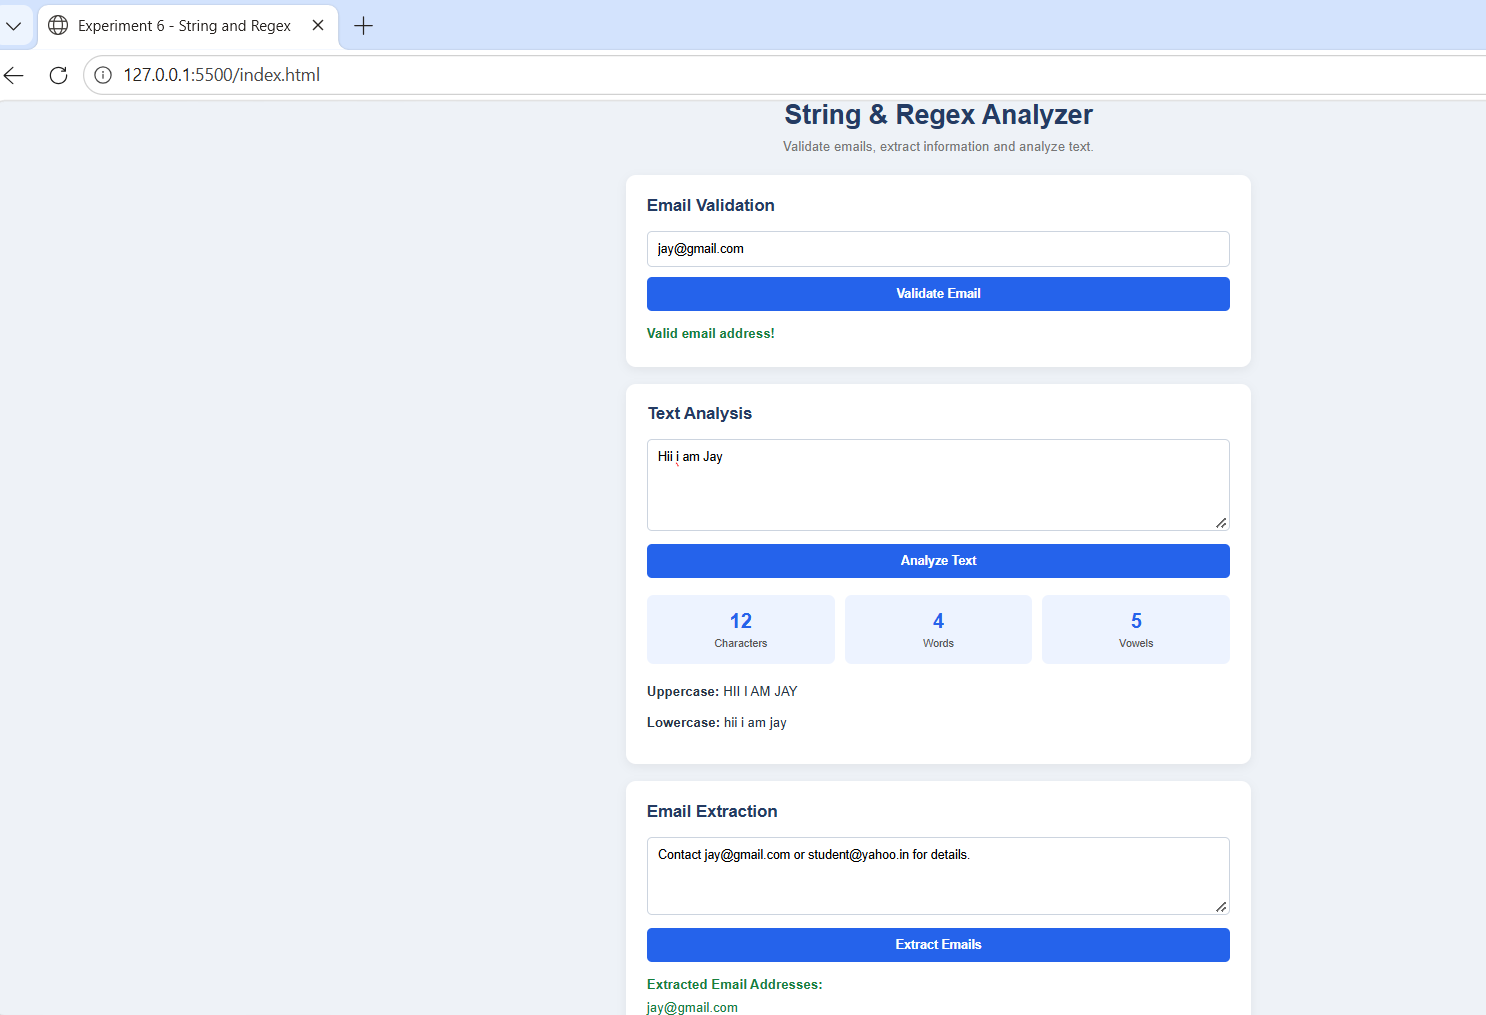 Experiment 6 - String and Regex
127.0.0.1:5500/index.html
String & Regex Analyzer
Validate emails, extract information and analyze text.
Email Validation
jay@gmail.com
Validate Email
Valid email address!
Text Analysis
Hii i am Jay
Analyze Text
12
Characters
4
Words
5
Vowels
Uppercase: HII I AM JAY
Lowercase: hii i am jay
Email Extraction
Contact jay@gmail.com or student@yahoo.in for details.
Extract Emails
Extracted Email Addresses:
jay@gmail.com